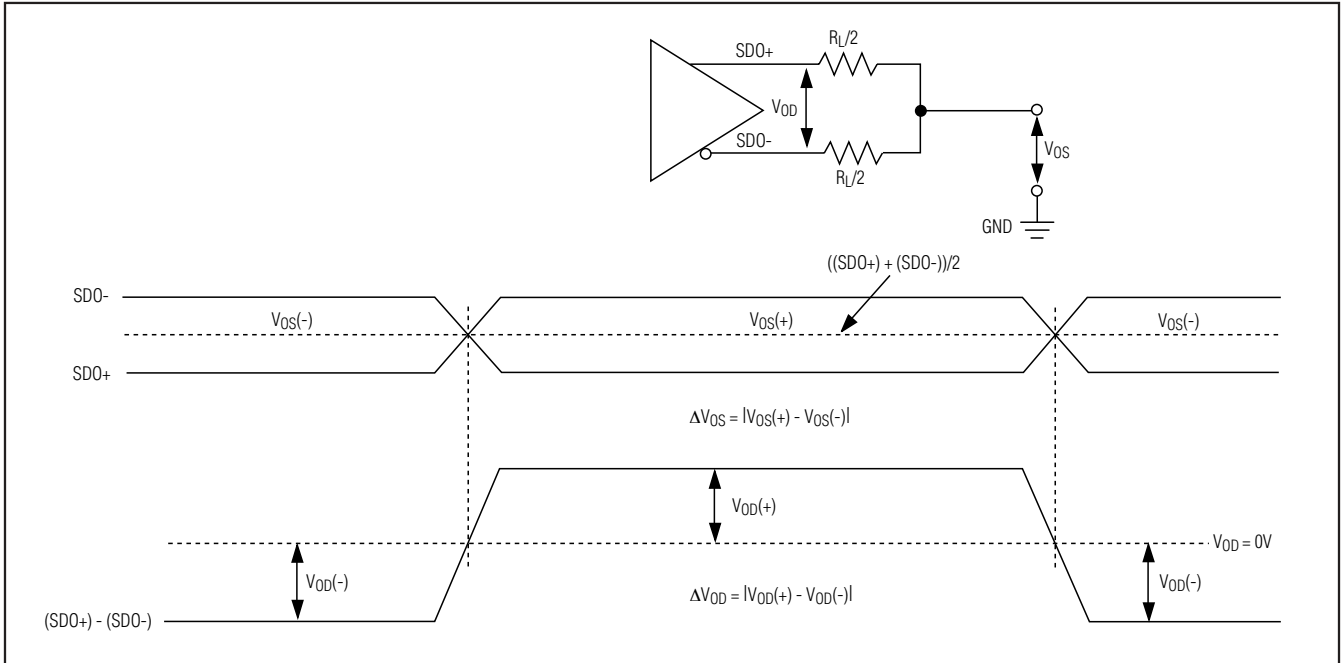 SDO+
RL/2
VOD
SDO-
RL/2
VOS
GND
((SDO+) + (SDO-))/2
SDO-
VOS(-)
VOS(+)
VOS(-)
SDO+
ΔVOS = |VOS(+) - VOS(-)|
VOD(+)
VOD = 0V
VOD(-)
VOD(-)
ΔVOD = |VOD(+) - VOD(-)|
(SDO+) - (SDO-)